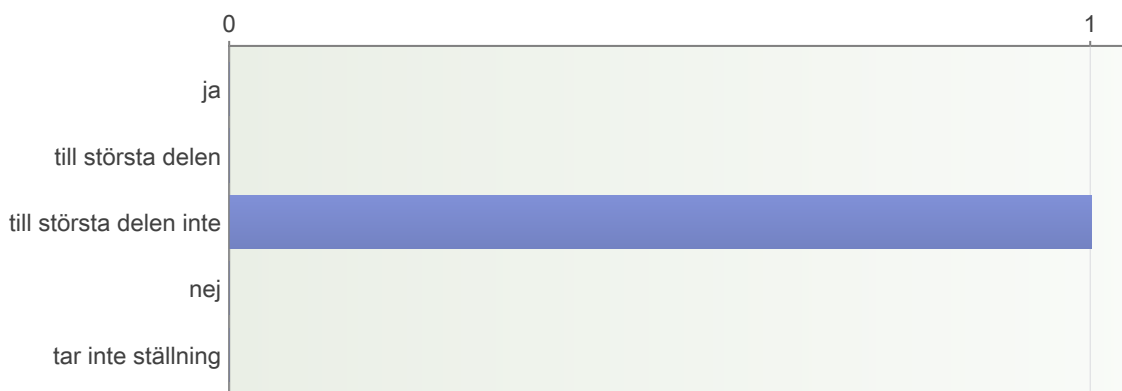 0 1
ja
till största delen
till största delen inte
nej
tar inte ställning